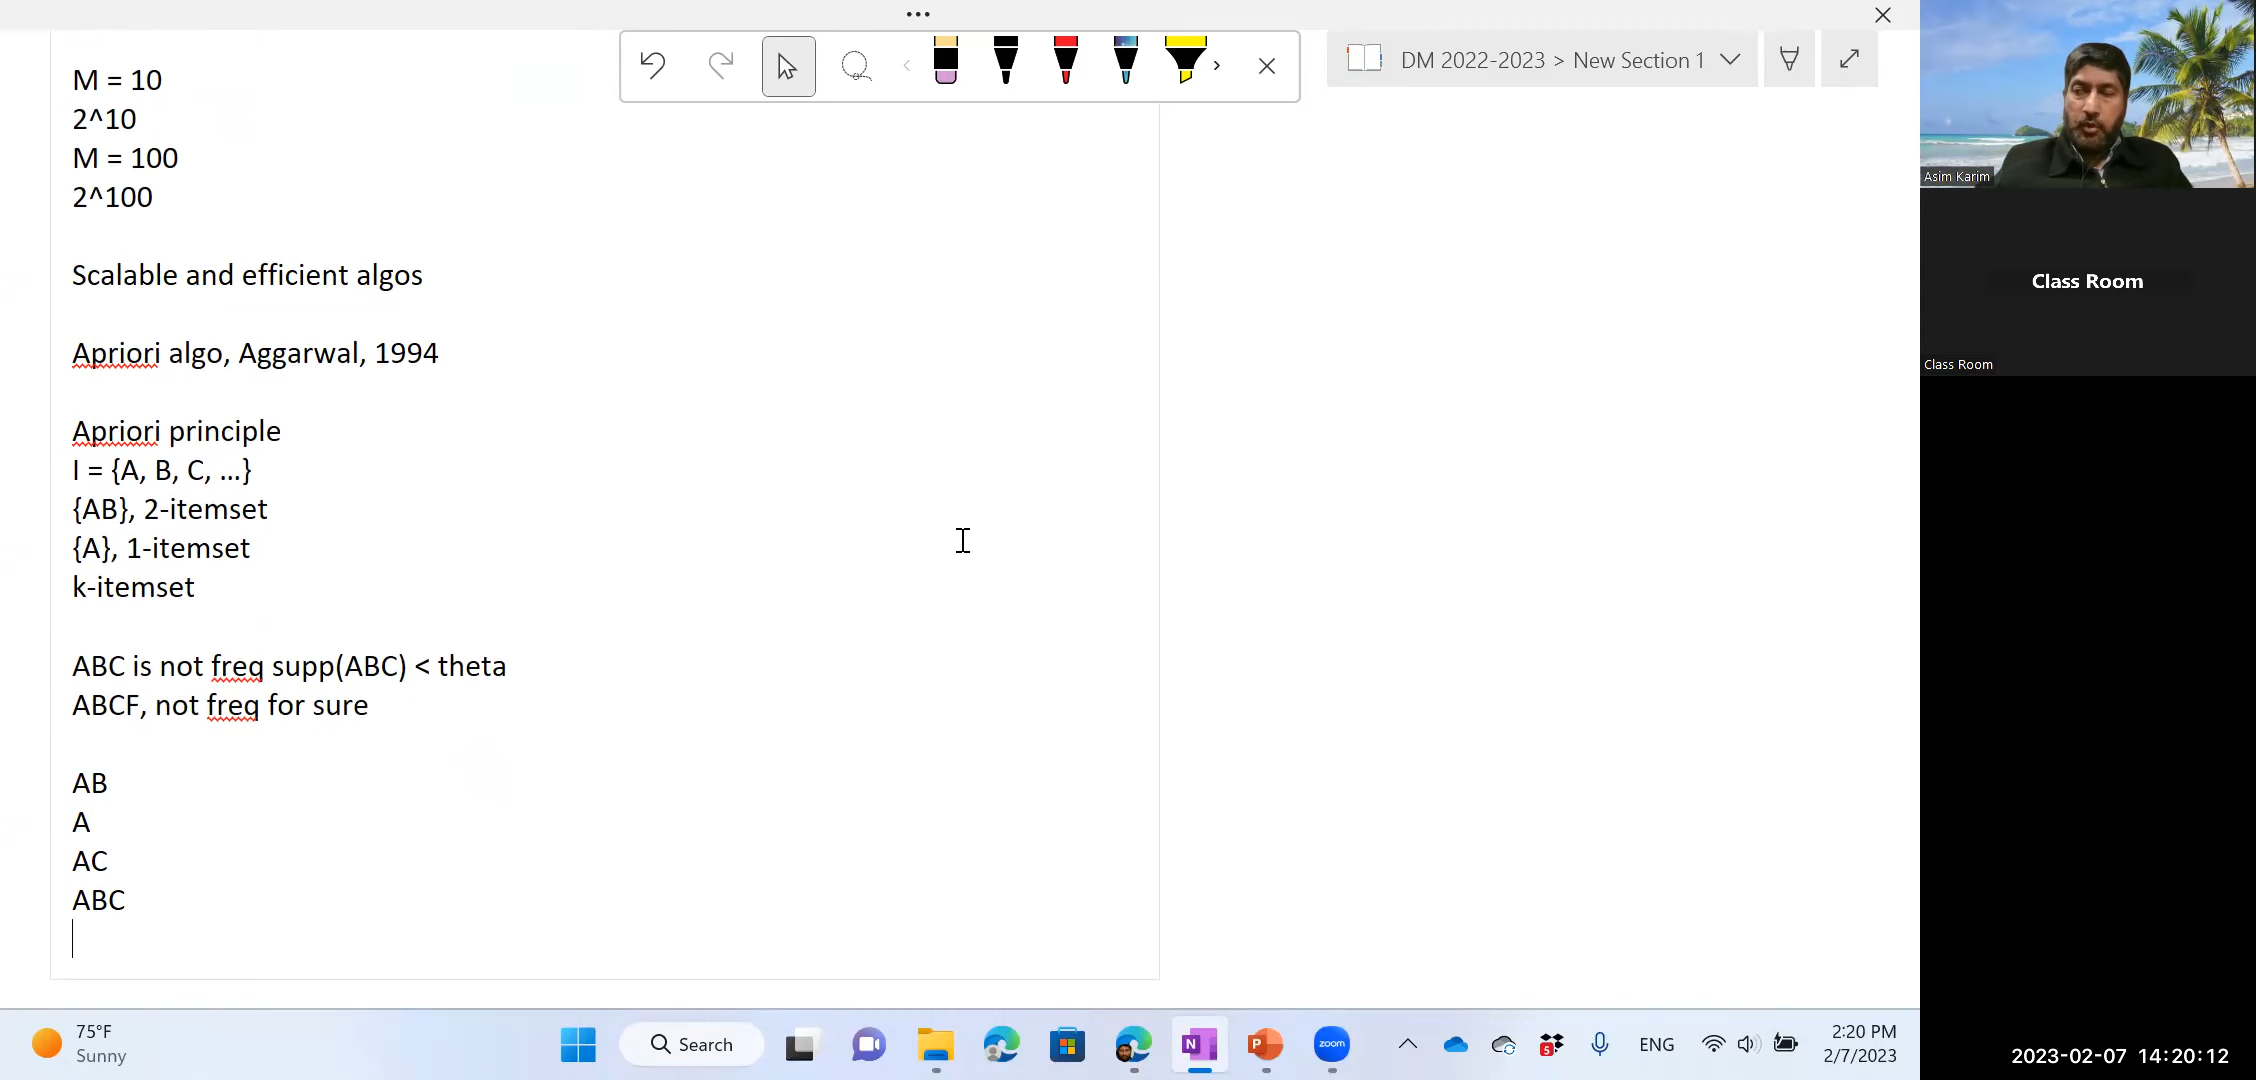 M = 10
2^10
M = 100
2^100
Scalable and efficient algos
Apriori algo, Aggarwal, 1994
Apriori principle
I = {A, B, C, ...}
{AB}, 2-itemset
{A}, 1-itemset
k-itemset
ABC is not freq supp(ABC) < theta
ABCF, not freq for sure
AB
A
AC
ABC
DM 2022-2023 > New Section 1
Asim Karim
Class Room
Class Room
75°F
Sunny
Search
N
P
zoom
5
ENG
2:20 PM
2/7/2023
2023-02-07 14:20:12